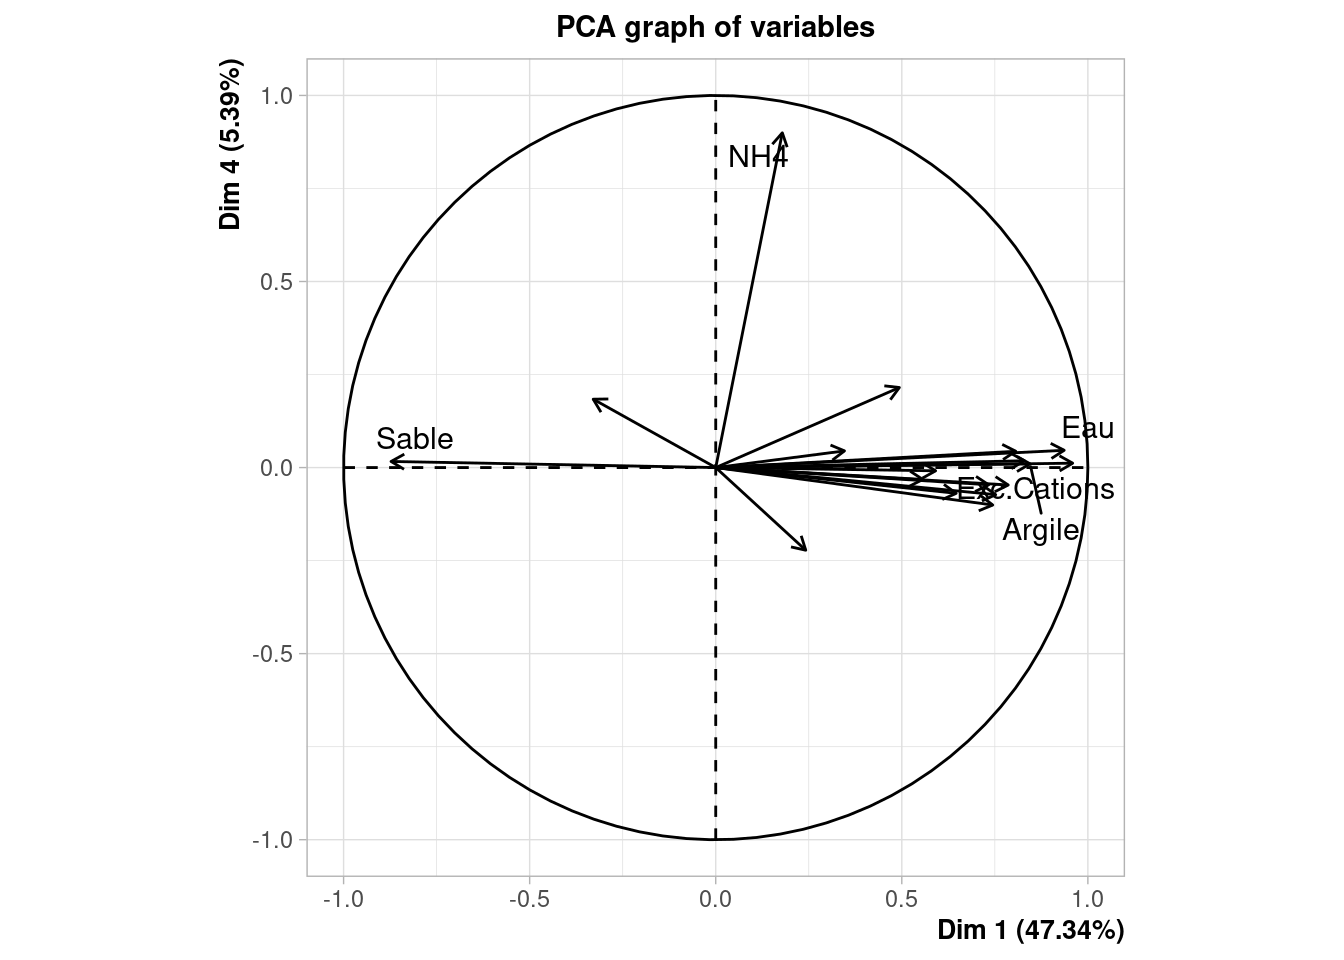 PCA graph of variables
Dim 4 (5.39%)
1.0
0.5
0.0
-0.5
-1.0
NH4
Sable
Eau
Exc.Cations
Argile
-1.0
-0.5
0.0
0.5
1.0
Dim 1 (47.34%)